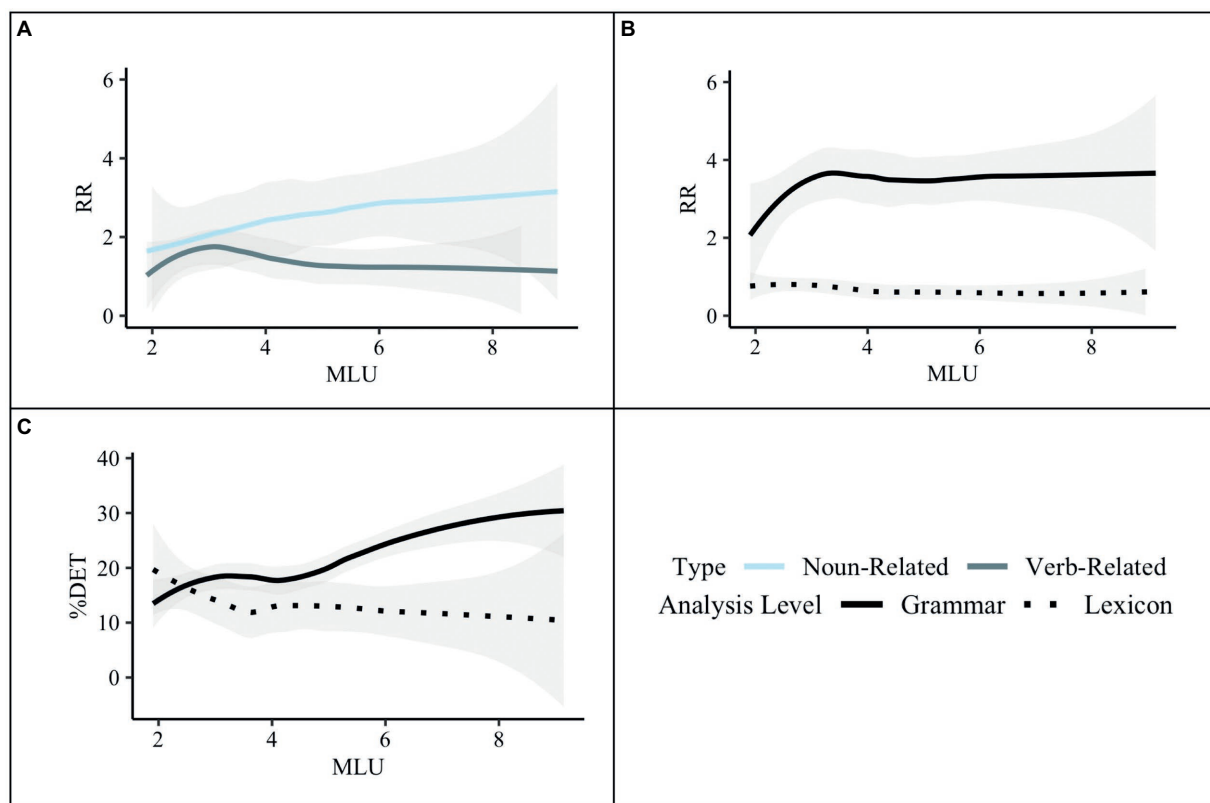 A
6
4
2
0
RR
2 4 6 8
MLU
B
6
4
2
0
RR
2 4 6 8
MLU
C
40
30
20
10
0
%DET
2 4 6 8
MLU
Type Noun-Related Verb-Related
Analysis Level Grammar Lexicon